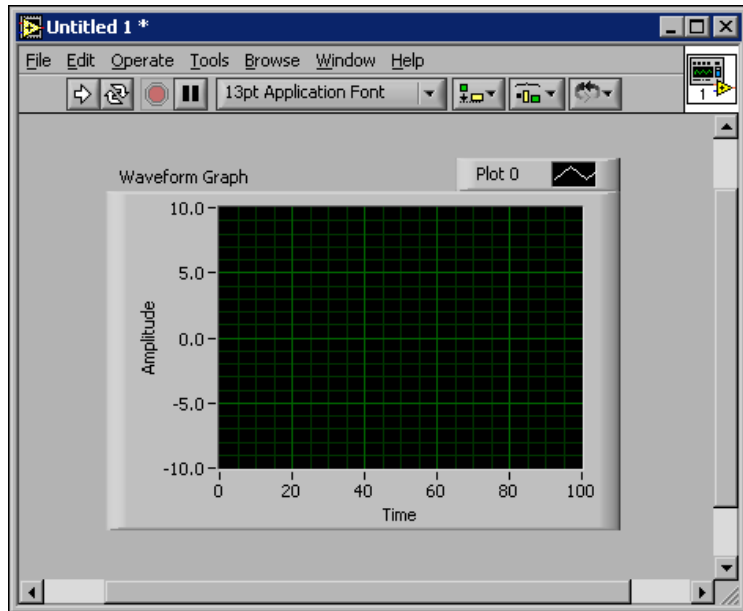 Untitled 1 *
File Edit Operate Tools Browse Window Help
13pt Application Font
1
Waveform Graph
Plot 0
10.0
5.0
0.0
-5.0
-10.0
Amplitude
0 20 40 60 80 100
Time